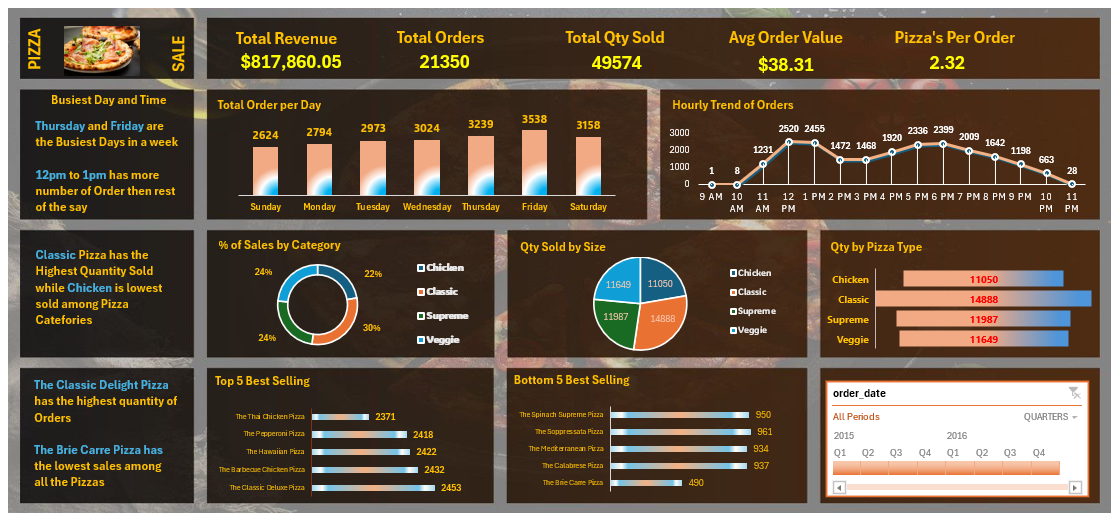 PIZZA
SALE
Total Revenue
$817,860.05
Total Orders
21350
Total Qty Sold
49574
Avg Order Value
$38.31
Pizza's Per Order
2.32
Busiest Day and Time
Thursday and Friday are
the Busiest Days in a week
12pm to 1pm has more
number of Order then rest
of the say
Total Order per Day
2624 2794 2973 3024 3239 3538 3158
Sunday Monday Tuesday Wednesday Thursday Friday Saturday
Hourly Trend of Orders
3000
2000
1000
0
1 8 1231 2520 2455 1472 1468 1920 2336 2399 2009 1642 1198 663 28
9 AM 10 AM 11 AM 12 PM 1 PM 2 PM 3 PM 4 PM 5 PM 6 PM 7 PM 8 PM 9 PM 10 PM 11 PM
Classic Pizza has the
Highest Quantity Sold
while Chicken is lowest
sold among Pizza
Catefories
% of Sales by Category
24%
22%
24%
30%
Chicken
Classic
Supreme
Veggie
Qty Sold by Size
11649
11050
11987
14888
Chicken
Classic
Supreme
Veggie
Qty by Pizza Type
Chicken 11050
Classic 14888
Supreme 11987
Veggie 11649
The Classic Delight Pizza
has the highest quantity of
Orders
The Brie Carre Pizza has
the lowest sales among
all the Pizzas
Top 5 Best Selling
The Thai Chicken Pizza 2371
The Pepperoni Pizza 2418
The Hawaiian Pizza 2422
The Barbecue Chicken Pizza 2432
The Classic Deluxe Pizza 2453
Bottom 5 Best Selling
The Spinach Supreme Pizza 950
The Soppressata Pizza 961
The Mediterranean Pizza 934
The Calabrese Pizza 937
The Brie Carre Pizza 490
order_date
All Periods
QUARTERS
2015 2016
Q1 Q2 Q3 Q4 Q1 Q2 Q3 Q4